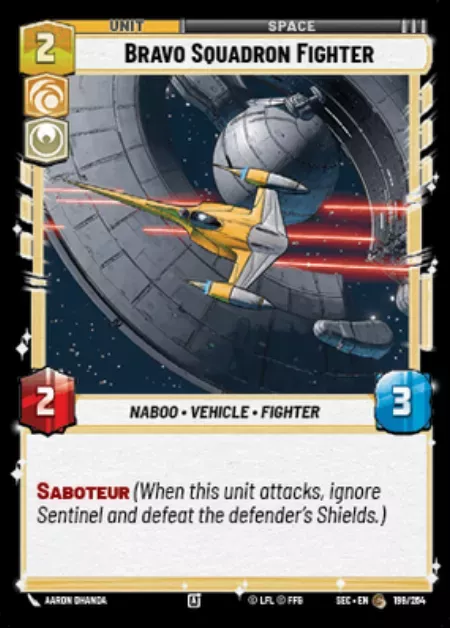 UNIT SPACE
2 BRAVO SQUADRON FIGHTER
2 NABOO • VEHICLE • FIGHTER 3
SABOTEUR (When this unit attacks, ignore
Sentinel and defeat the defender's Shields.)
AARON DHANDA A © LFL © FFG SEC • EN 199/264